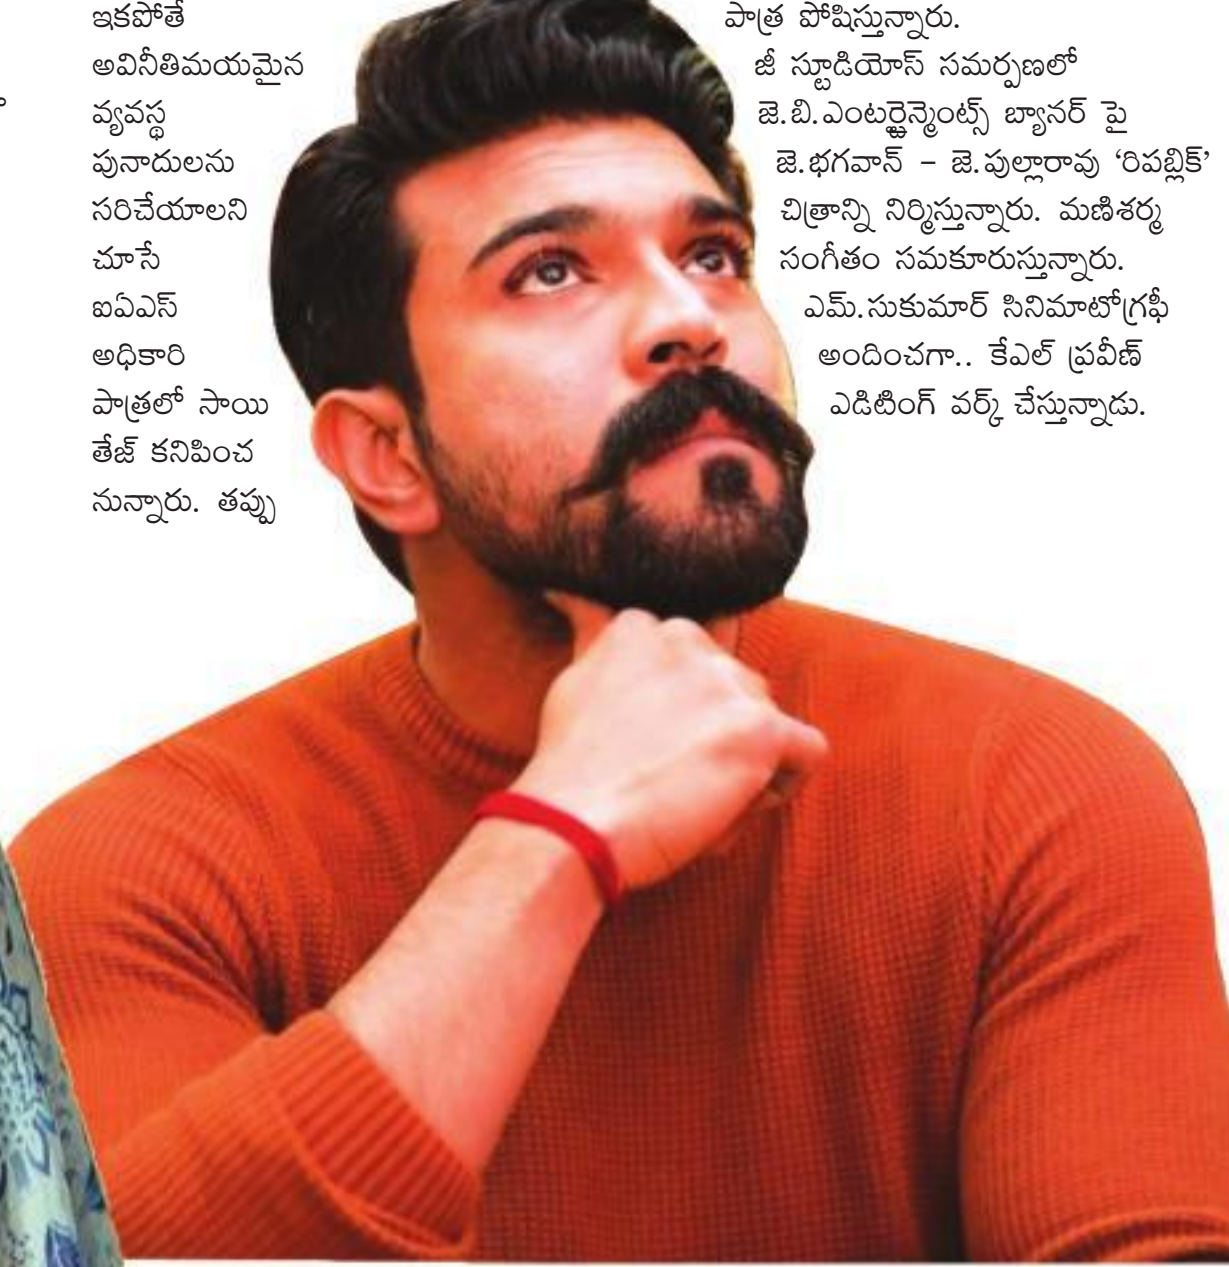 ఇకపోతే
అవినీతిమయమైన
వ్యవస్థ
పునాదులను
సరిచేయాలని
చూసే
ఐఏఎస్
అధికారి
పాత్రలో సాయి
తేజ్ కనిపించ
నున్నారు. తప్పు
పాత్ర పోషిస్తున్నారు.
జీ స్టూడియోస్ సమర్పణలో
జె.బి.ఎంటర్టైన్మెంట్స్ బ్యానర్ పై
జె.భగవాన్ – జె.పుల్లారావు ‘రిపబ్లిక్’
చిత్రాన్ని నిర్మిస్తున్నారు. మణిశర్మ
సంగీతం సమకూరుస్తున్నారు.
ఎమ్.సుకుమార్ సినిమాటోగ్రఫీ
అందించగా.. కేఎల్ ప్రవీణ్
ఎడిటింగ్ వర్క్ చేస్తున్నాడు.